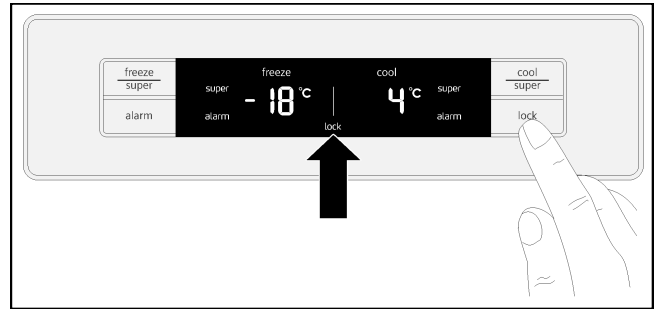 freeze
super
alarm
freeze
super
-18 °C
alarm
lock
cool
4 °C
super
alarm
cool
super
lock